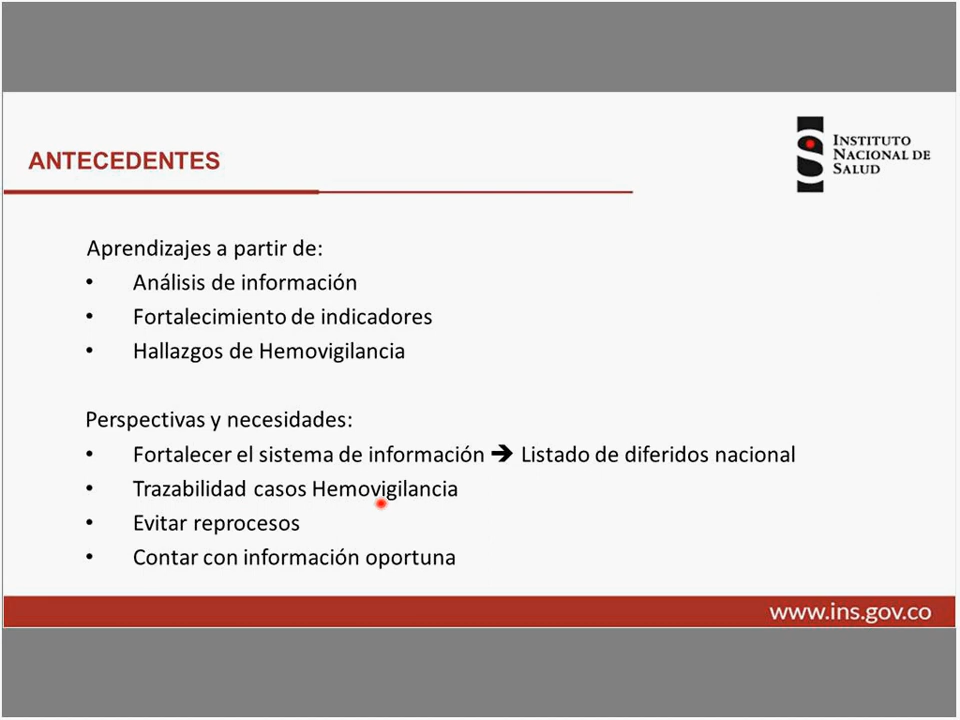 ANTECEDENTES
INSTITUTO
NACIONAL DE
SALUD
Aprendizajes a partir de:
• Análisis de información
• Fortalecimiento de indicadores
• Hallazgos de Hemovigilancia
Perspectivas y necesidades:
• Fortalecer el sistema de información ➔ Listado de diferidos nacional
• Trazabilidad casos Hemovigilancia
• Evitar reprocesos
• Contar con información oportuna
www.ins.gov.co